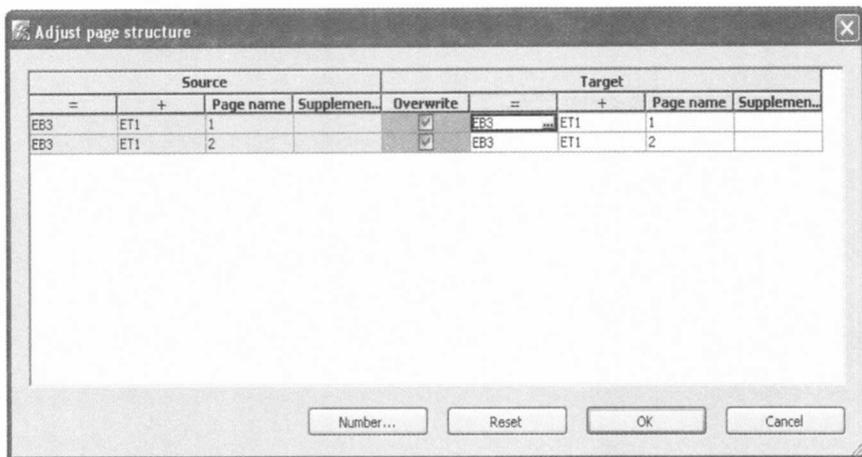 Adjust page structure
Source Target
= + Page name Supplemen... Overwrite = + Page name Supplemen...
EB3 ET1 1 EB3 ... ET1 1
EB3 ET1 2 EB3 ET1 2
Number... Reset OK Cancel